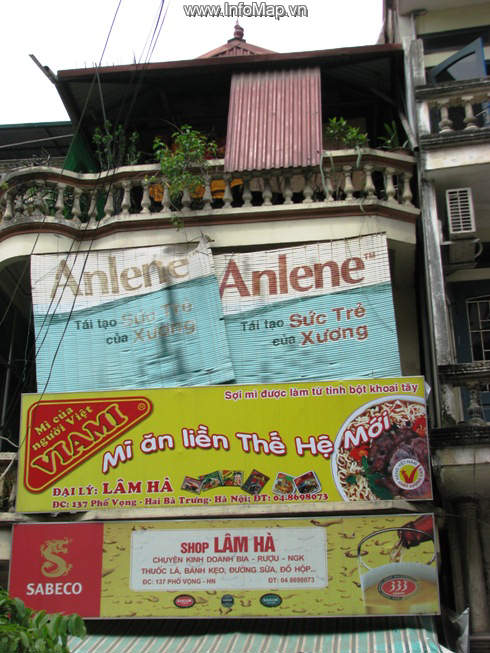 www.InfoMap.vn
Anlene
Tái tạo Sức Trẻ
của Xương
Anlene™
Tái tạo Sức Trẻ
của Xương
Sợi mì được làm từ tinh bột khoai tây
Mì của
người Việt
VIAMI®
Mì ăn liền Thế Hệ Mới
ĐẠI LÝ: LÂM HÀ
ĐC: 137 Phố Vọng - Hai Bà Trưng- Hà Nội; ĐT: 04.8698073
SABECO
SHOP LÂM HÀ
CHUYÊN KINH DOANH BIA - RƯỢU - NGK
THUỐC LÁ, BÁNH KẸO, ĐƯỜNG SỮA, ĐỒ HỘP...
ĐC: 137 PHỐ VỌNG - HN ĐT: 04 8698073
333